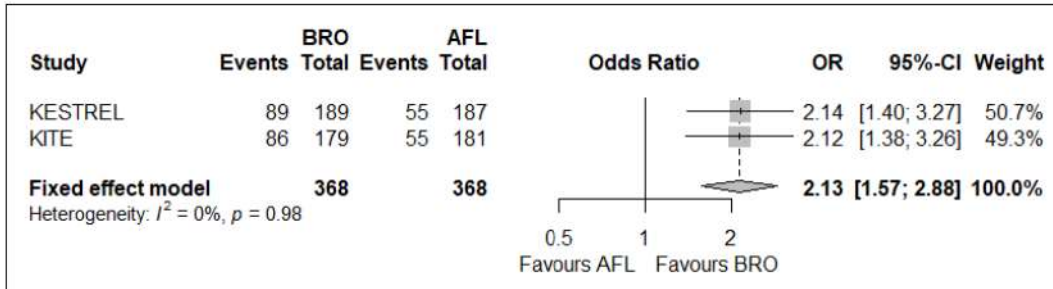 BRO AFL
Study Events Total Events Total Odds Ratio OR 95%-CI Weight
KESTREL 89 189 55 187 2.14 [1.40; 3.27] 50.7%
KITE 86 179 55 181 2.12 [1.38; 3.26] 49.3%
Fixed effect model 368 368 2.13 [1.57; 2.88] 100.0%
Heterogeneity: I² = 0%, p = 0.98
0.5 1 2
Favours AFL Favours BRO